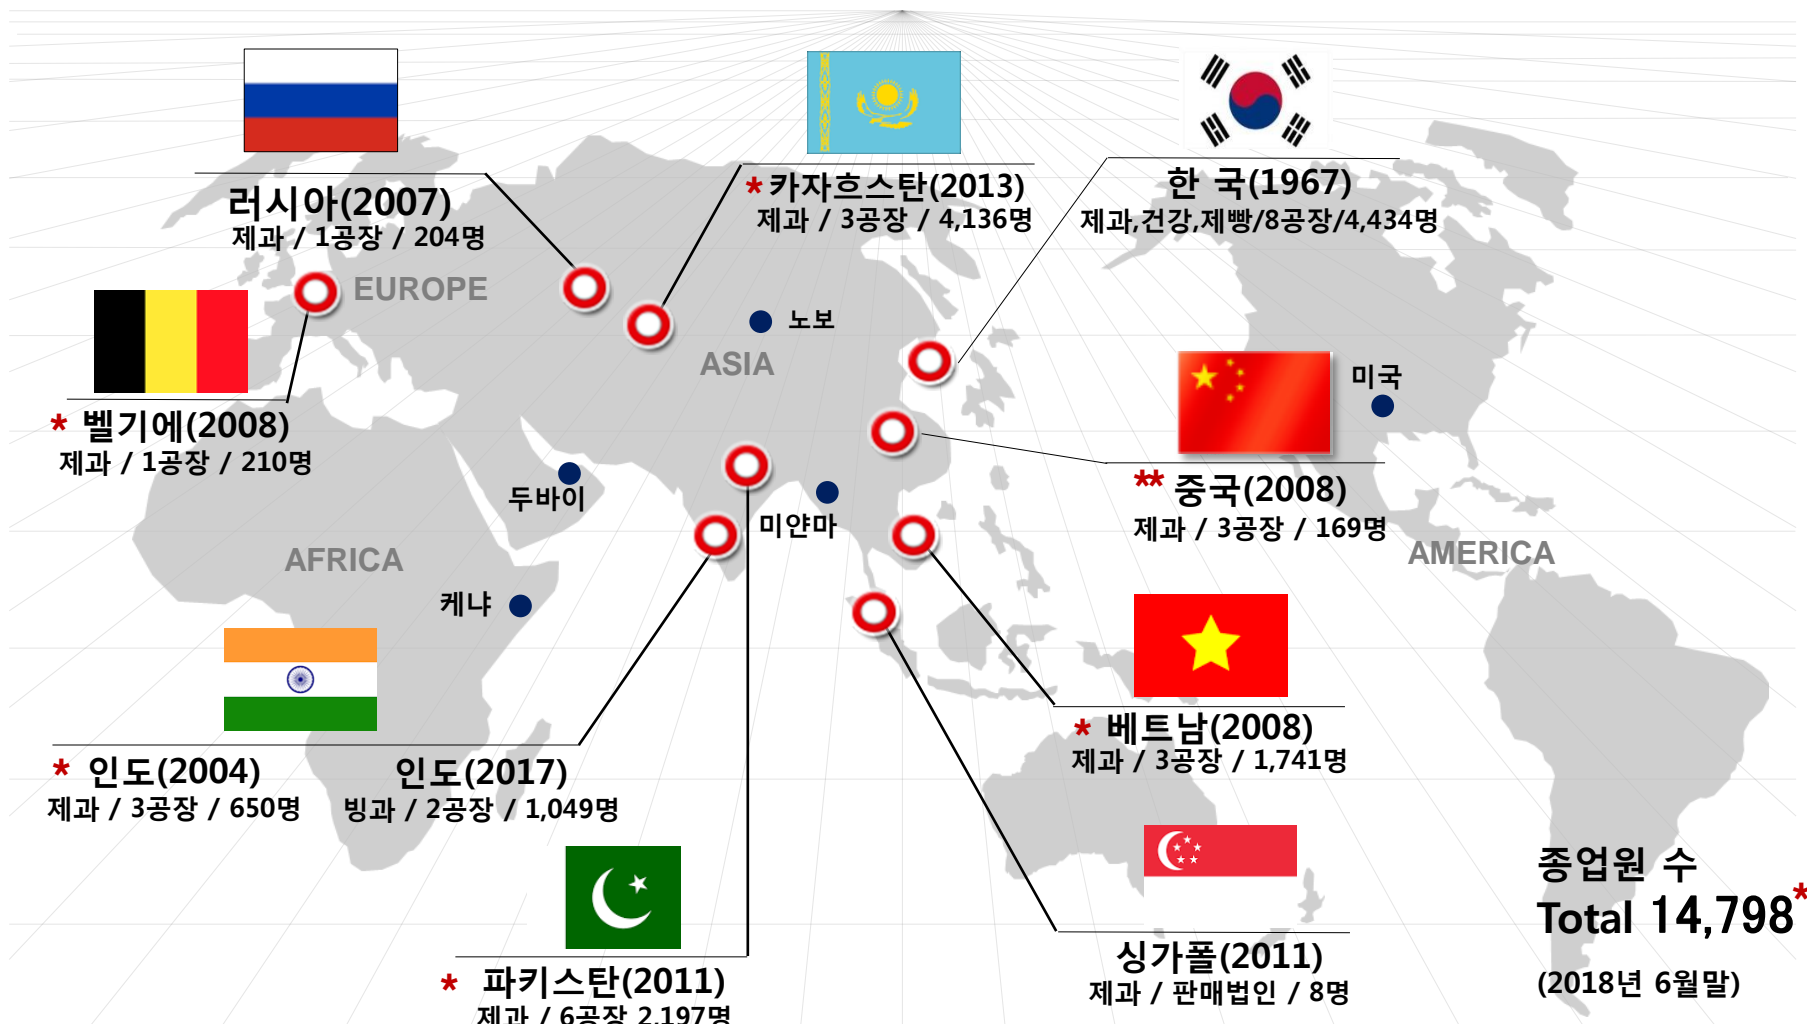 러시아(2007)
제과 / 1공장 / 204명
* 카자흐스탄(2013)
제과 / 3공장 / 4,136명
한 국(1967)
제과,건강,제빵/8공장/4,434명
EUROPE
노보
ASIA
미국
* 벨기에(2008)
제과 / 1공장 / 210명
두바이
미얀마
** 중국(2008)
제과 / 3공장 / 169명
AFRICA
AMERICA
케냐
* 베트남(2008)
제과 / 3공장 / 1,741명
* 인도(2004)
제과 / 3공장 / 650명
인도(2017)
빙과 / 2공장 / 1,049명
종업원 수
Total 14,798*
(2018년 6월말)
싱가폴(2011)
제과 / 판매법인 / 8명
* 파키스탄(2011)
제과 / 6공장 2,197명